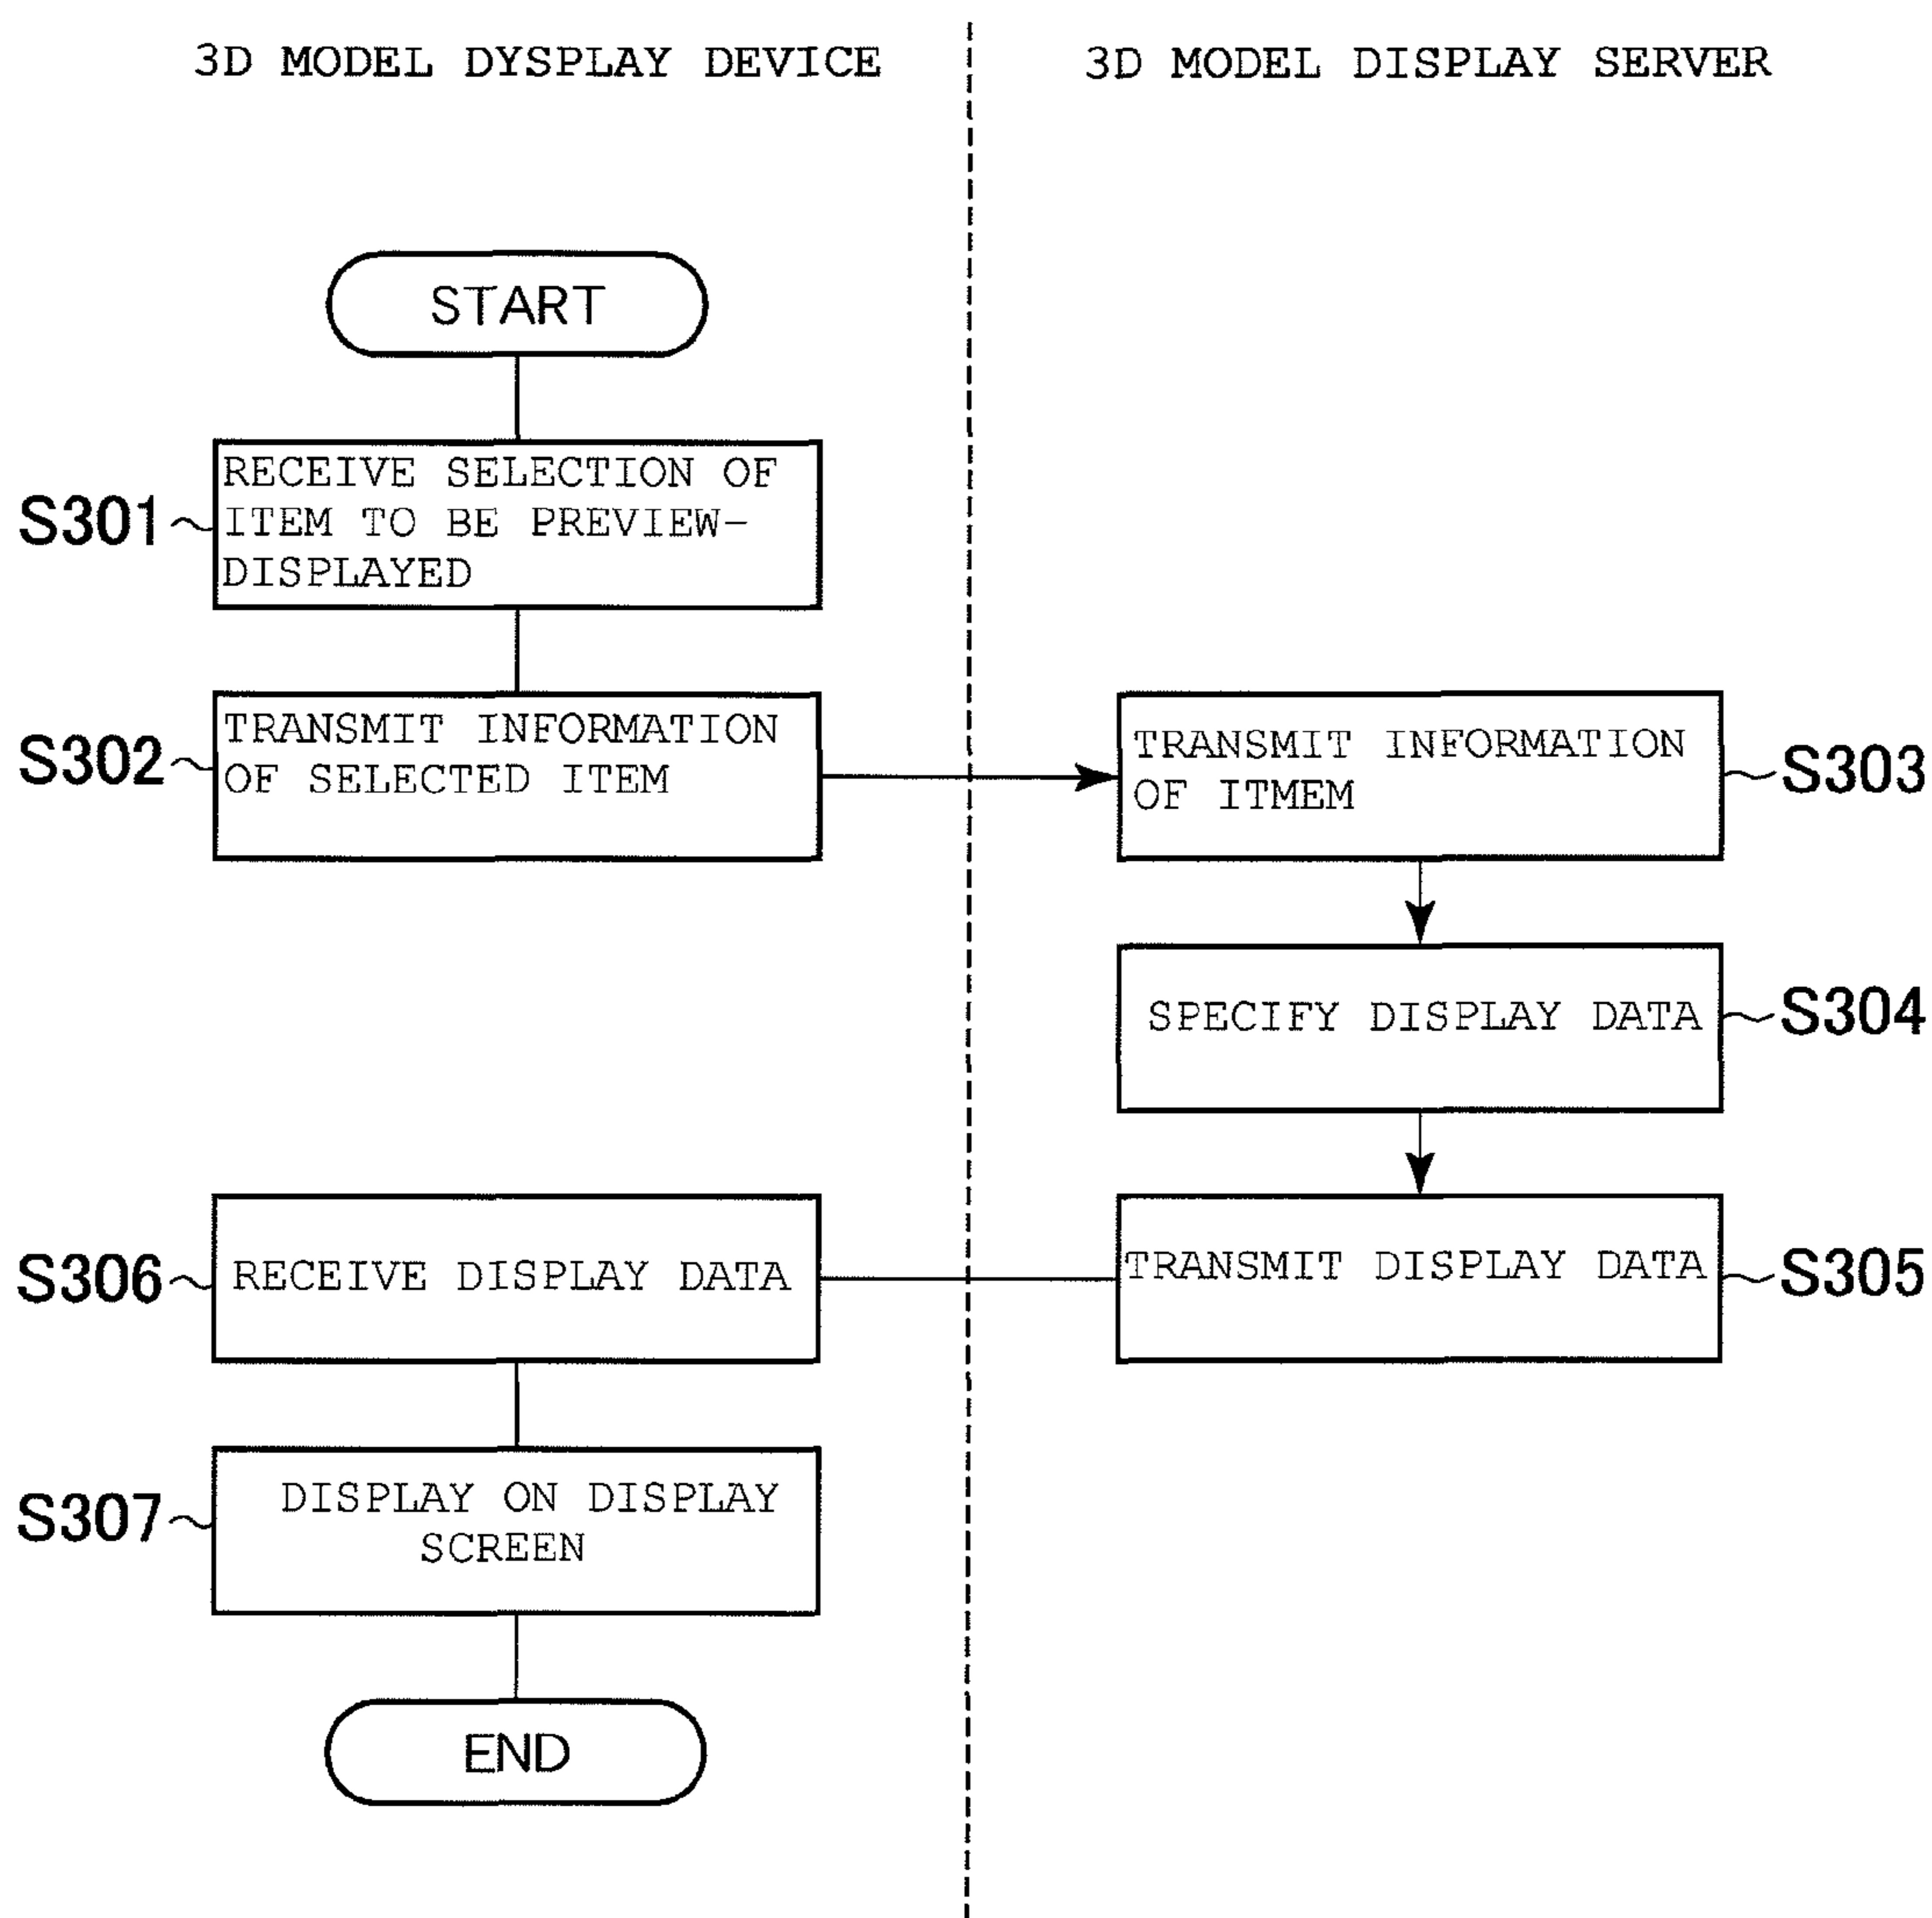 3D MODEL DYSPLAY DEVICE
3D MODEL DISPLAY SERVER
START
S301
RECEIVE SELECTION OF
ITEM TO BE PREVIEW-
DISPLAYED
S302
TRANSMIT INFORMATION
OF SELECTED ITEM
TRANSMIT INFORMATION
OF ITMEM
S303
SPECIFY DISPLAY DATA
S304
TRANSMIT DISPLAY DATA
S305
S306
RECEIVE DISPLAY DATA
S307
DISPLAY ON DISPLAY
SCREEN
END